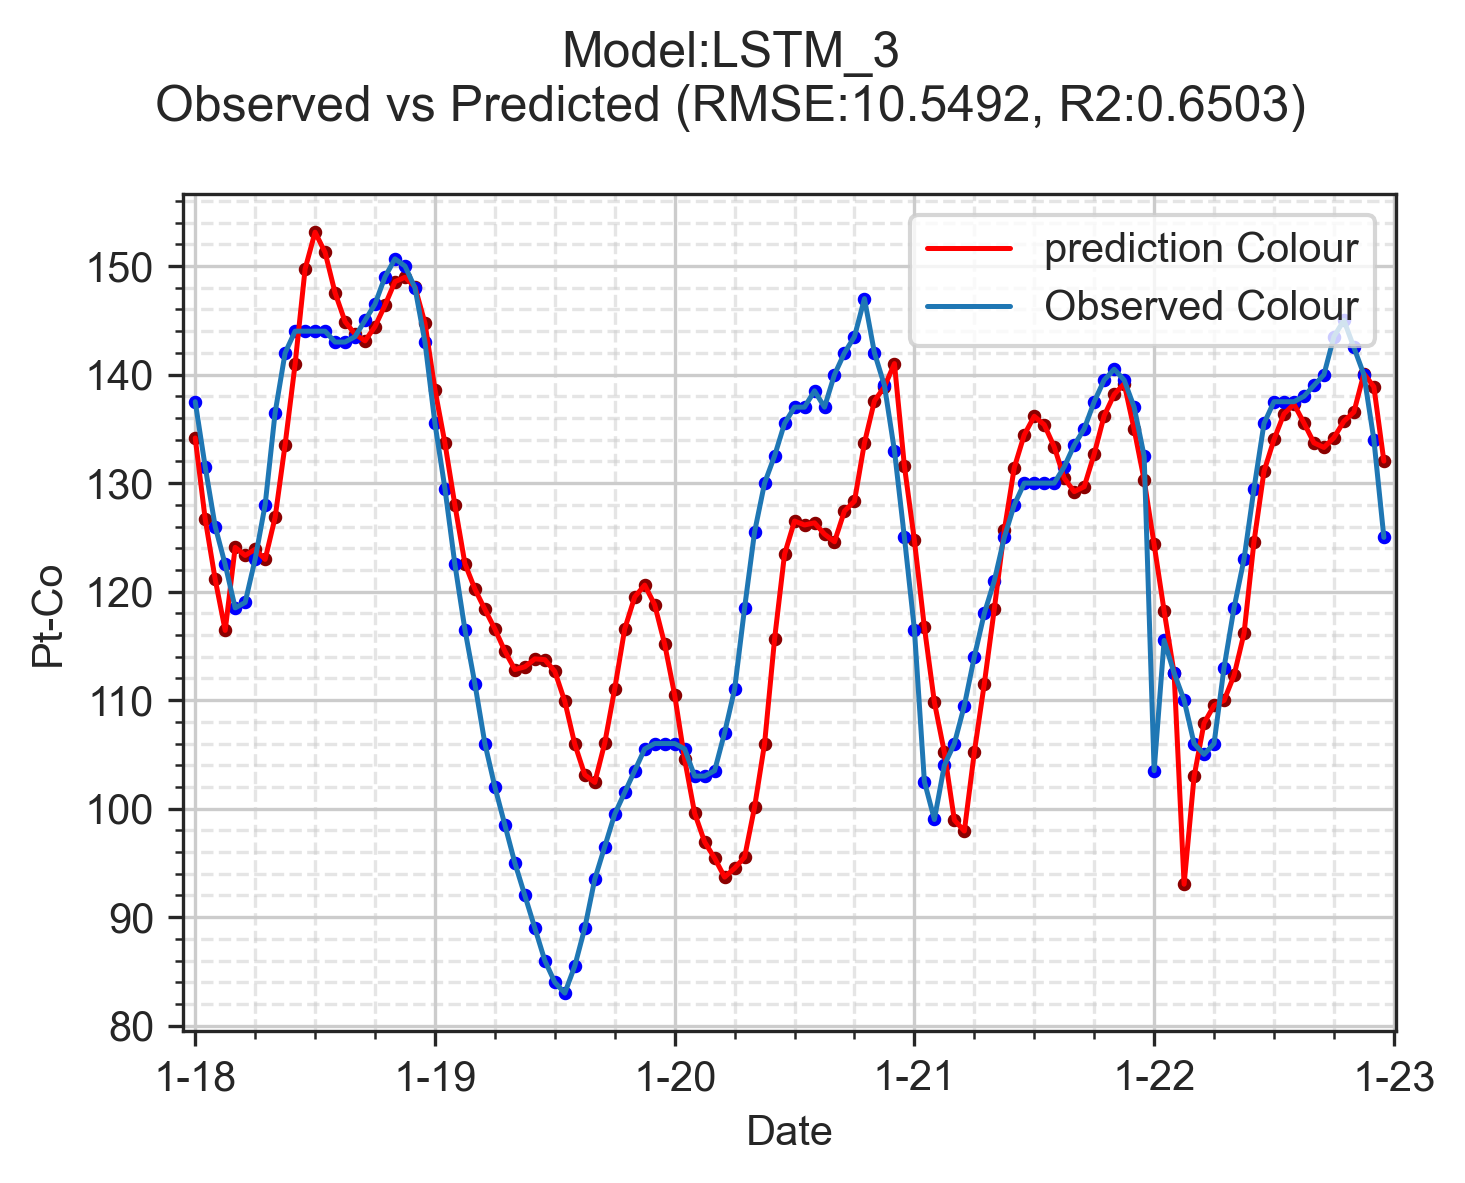 Model:LSTM_3
Observed vs Predicted (RMSE:10.5492, R2:0.6503)
prediction Colour
Observed Colour
150
140
130
120
110
100
90
80
Pt-Co
1-18 1-19 1-20 1-21 1-22 1-23
Date